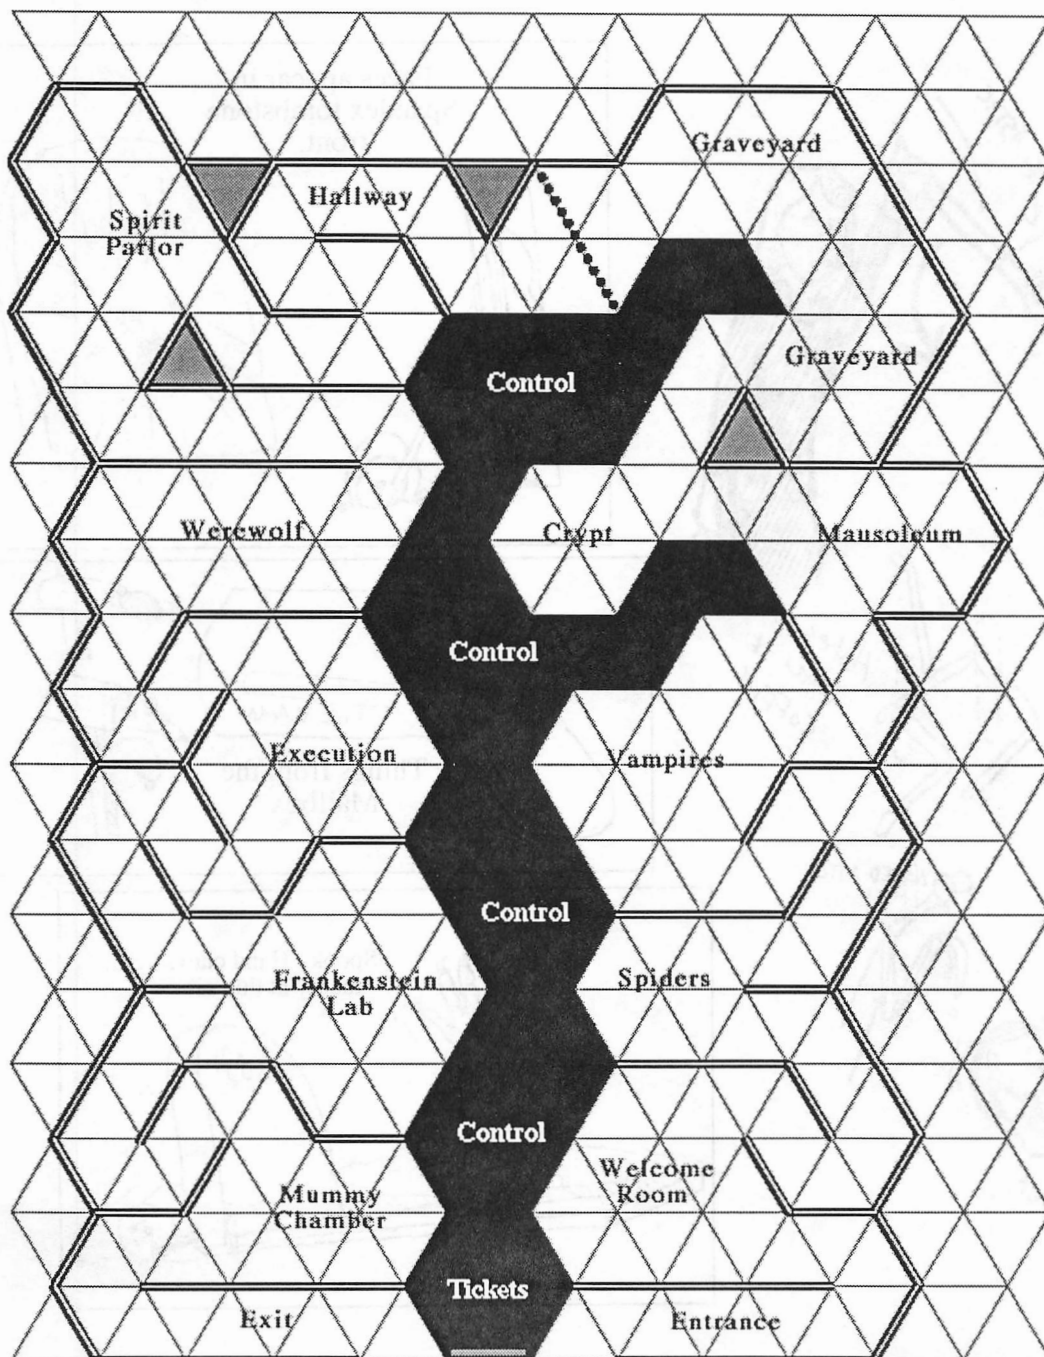 Graveyard
Hallway
Spirit
Parlor
Graveyard
Control
Werewolf
Crypt
Mausoleum
Control
Execution
Vampires
Control
Frankenstein
Lab
Spiders
Control
Welcome
Room
Mummy
Chamber
Tickets
Exit
Entrance